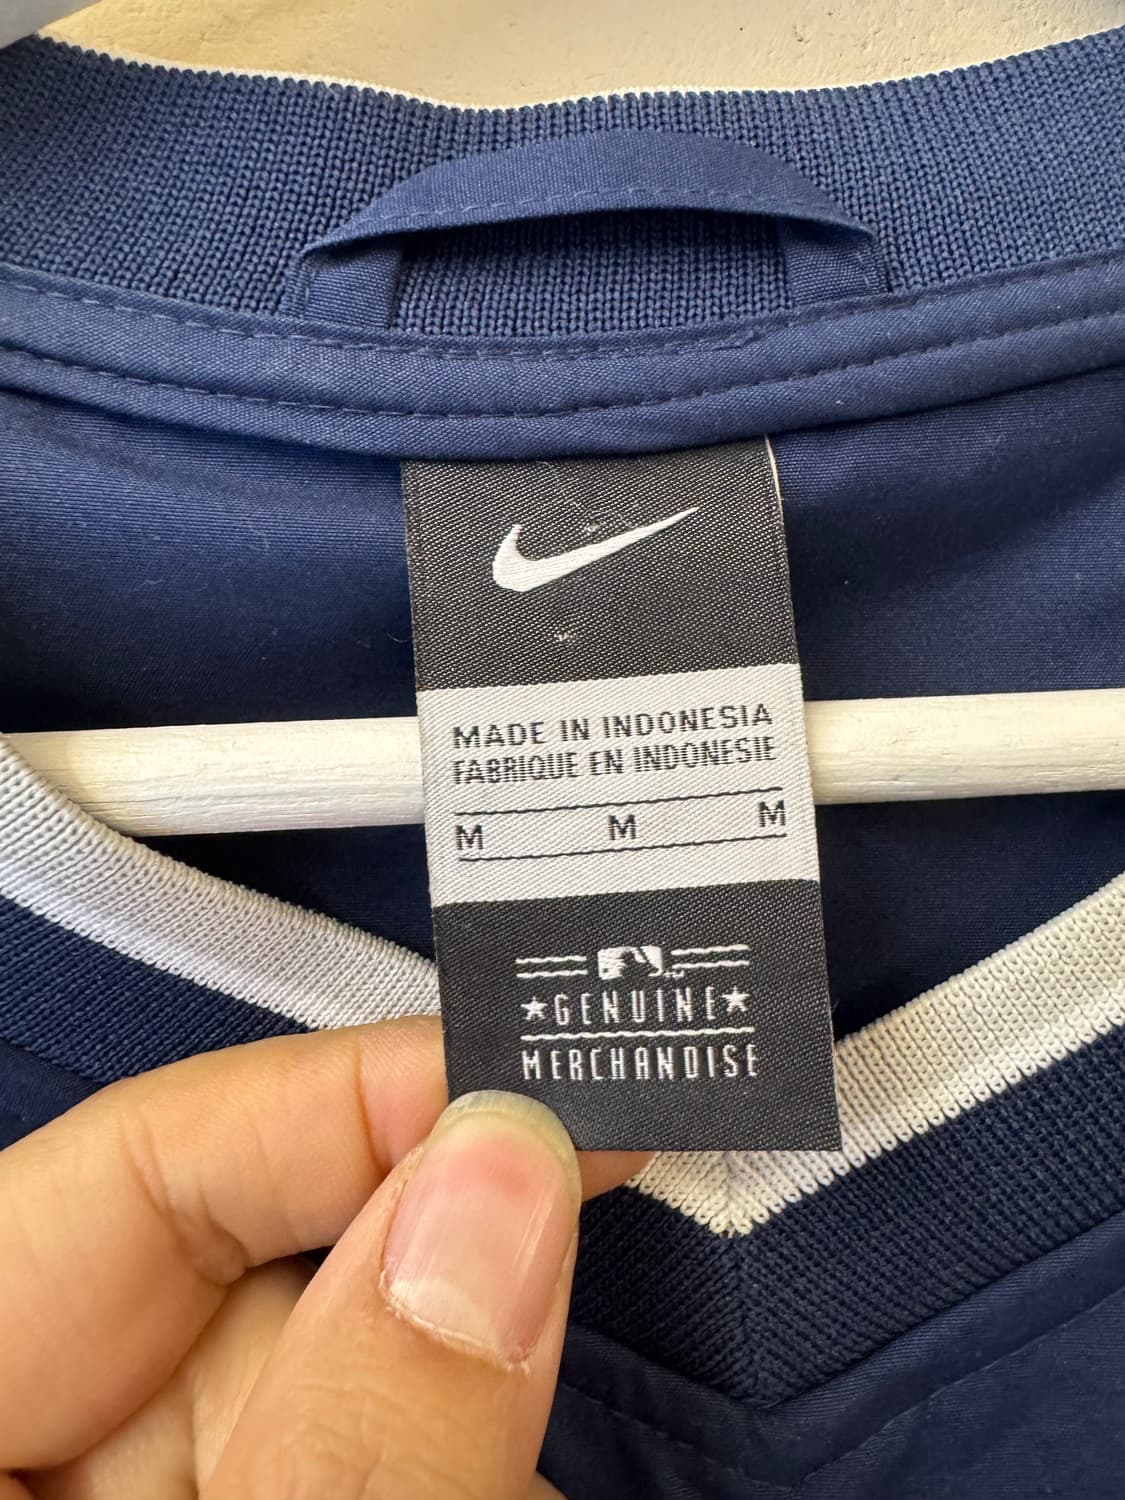 MADE IN INDONESIA
FABRIQUE EN INDONESIE
M M M
★GENUINE★
MERCHANDISE